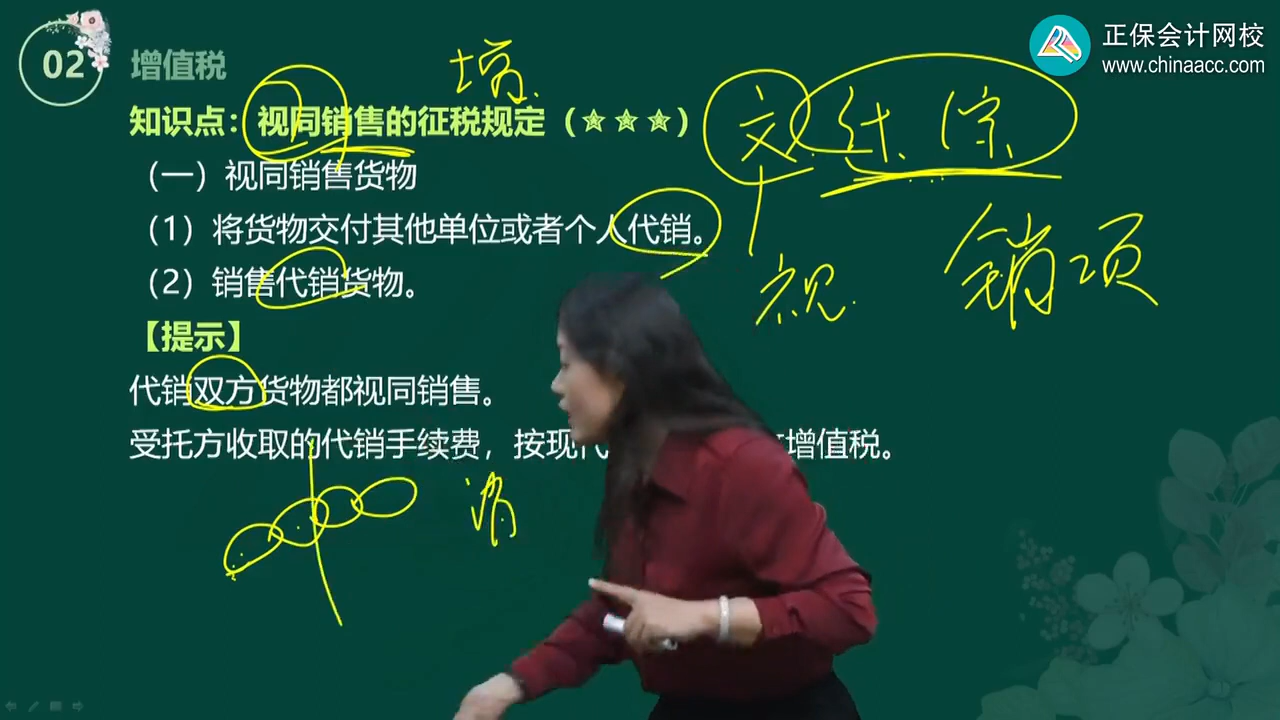 02 增值税
正保会计网校
www.chinaacc.com
知识点：视同销售的征税规定（☆☆☆）
（一）视同销售货物
（1）将货物交付其他单位或者个人代销。
（2）销售代销货物。
【提示】
代销双方货物都视同销售。
受托方收取的代销手续费，按现代 增值税。
销项
视
消